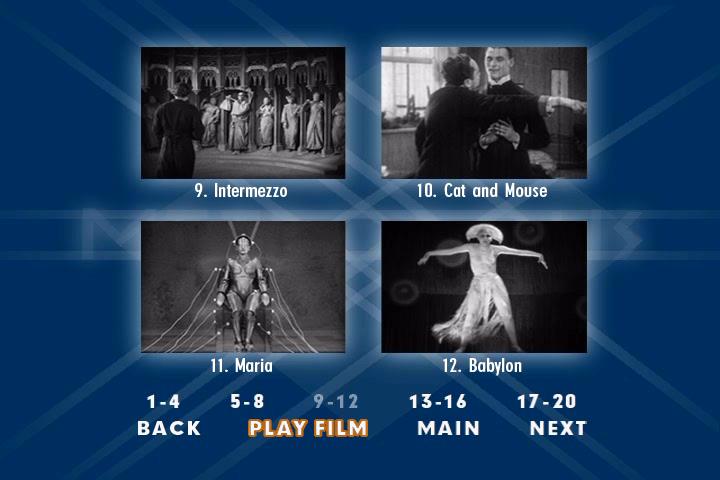 9. Intermezzo
10. Cat and Mouse
11. Maria
12. Babylon
1-4 5-8 9-12 13-16 17-20
BACK PLAY FILM MAIN NEXT